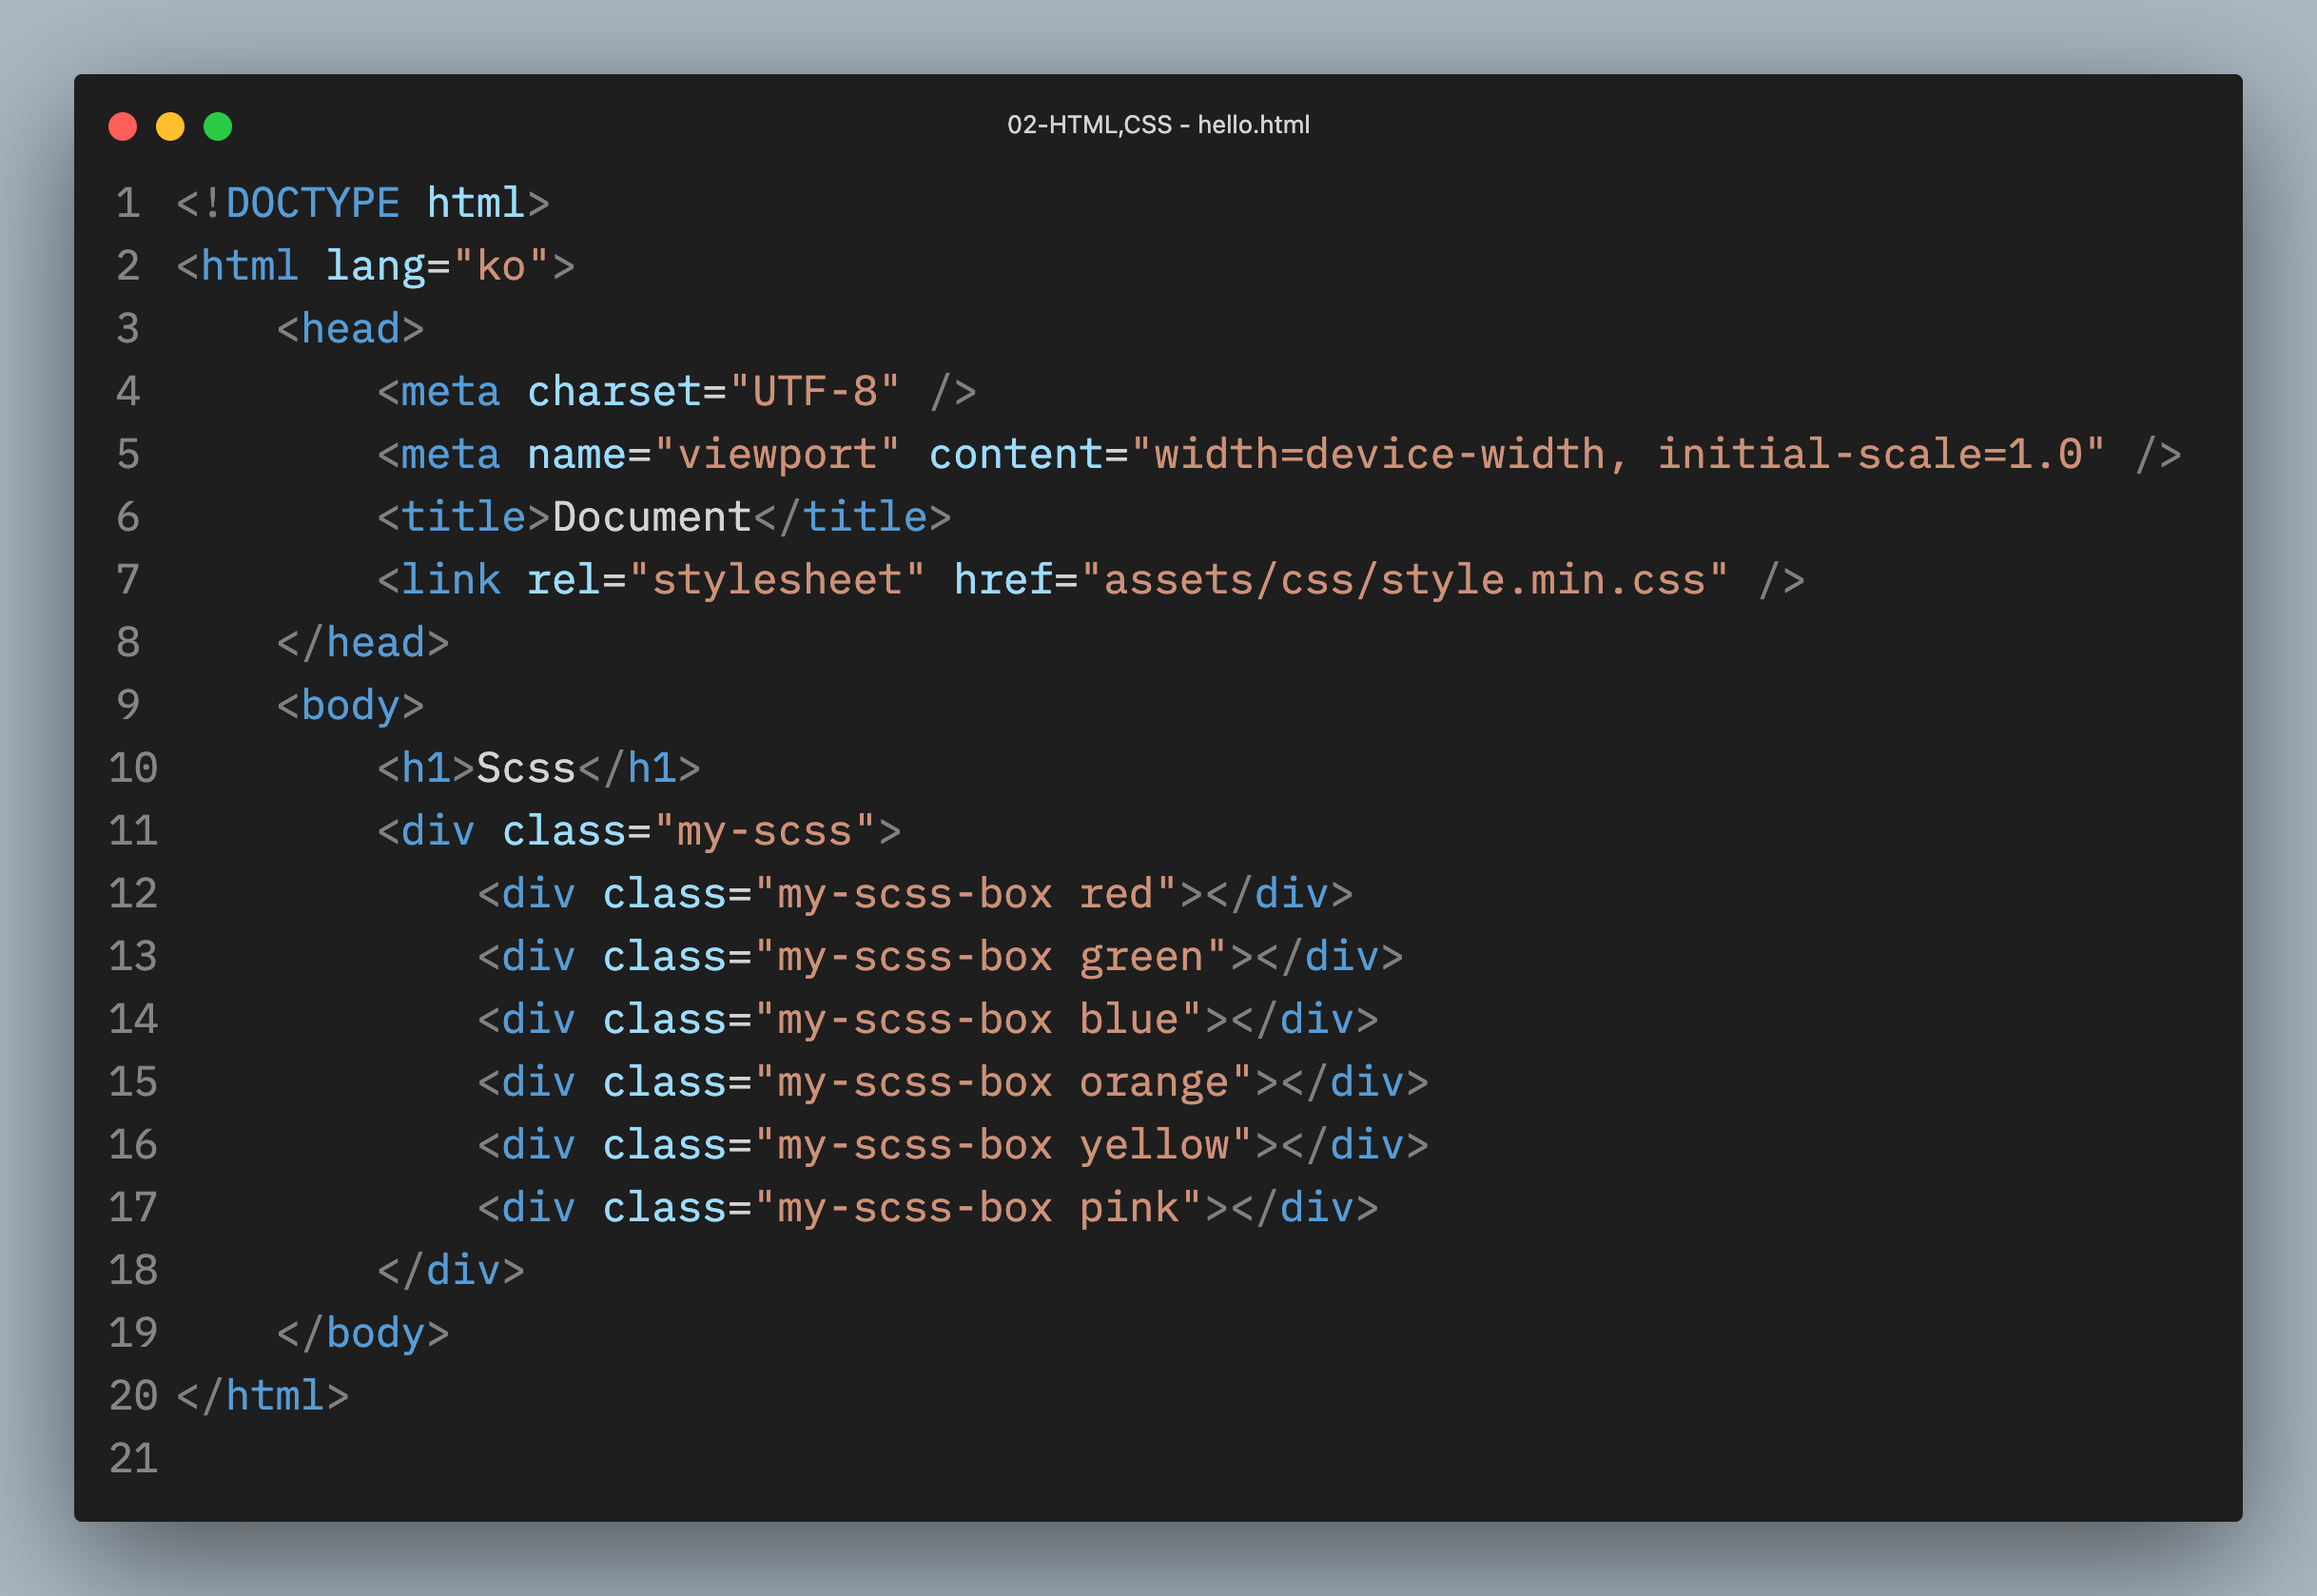 02-HTML,CSS - hello.html
1 <!DOCTYPE html>
2 <html lang="ko">
3     <head>
4         <meta charset="UTF-8" />
5         <meta name="viewport" content="width=device-width, initial-scale=1.0" />
6         <title>Document</title>
7         <link rel="stylesheet" href="assets/css/style.min.css" />
8     </head>
9     <body>
10         <h1>Scss</h1>
11         <div class="my-scss">
12             <div class="my-scss-box red"></div>
13             <div class="my-scss-box green"></div>
14             <div class="my-scss-box blue"></div>
15             <div class="my-scss-box orange"></div>
16             <div class="my-scss-box yellow"></div>
17             <div class="my-scss-box pink"></div>
18         </div>
19     </body>
20 </html>
21